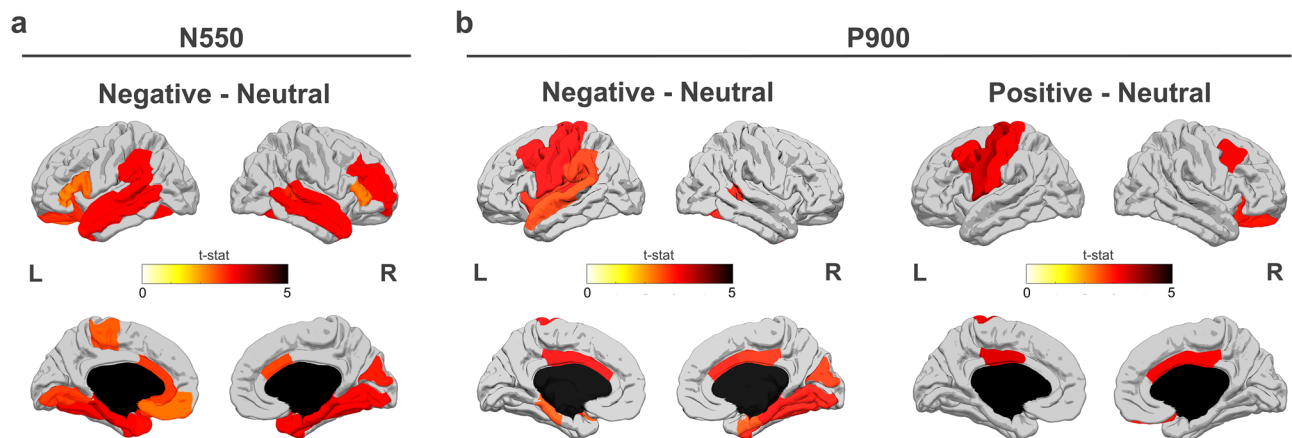 a
N550
Negative - Neutral
L
t-stat
0
5
R
b
P900
Negative - Neutral
L
t-stat
0
5
R
Positive - Neutral
L
t-stat
0
5
R